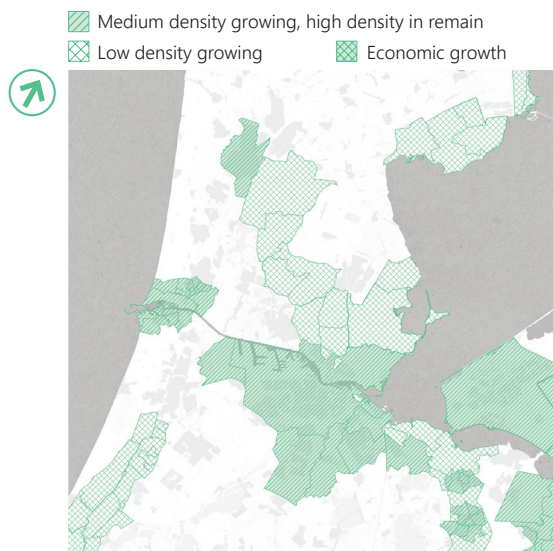 Medium density growing, high density in remain
Low density growing
Economic growth